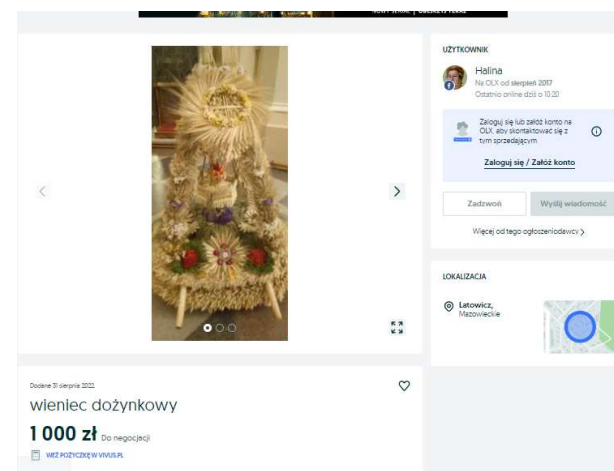 UŻYTKOWNIK
Halina
Na OLX od sierpień 2017
Ostatnio online dziś o 10:20
Zaloguj się lub załóż konto na
OLX, aby skontaktować się z
tym sprzedającym
Zaloguj się / Załóż konto
Zadzwoń
Wyślij wiadomość
Więcej od tego ogłoszeniodawcy
LOKALIZACJA
Latowicz,
Mazowieckie
Dodane 31 sierpnia 2022
wieniec dożynkowy
1 000 zł Do negocjacji
WEŹ POŻYCZKĘ W VIVUS.PL